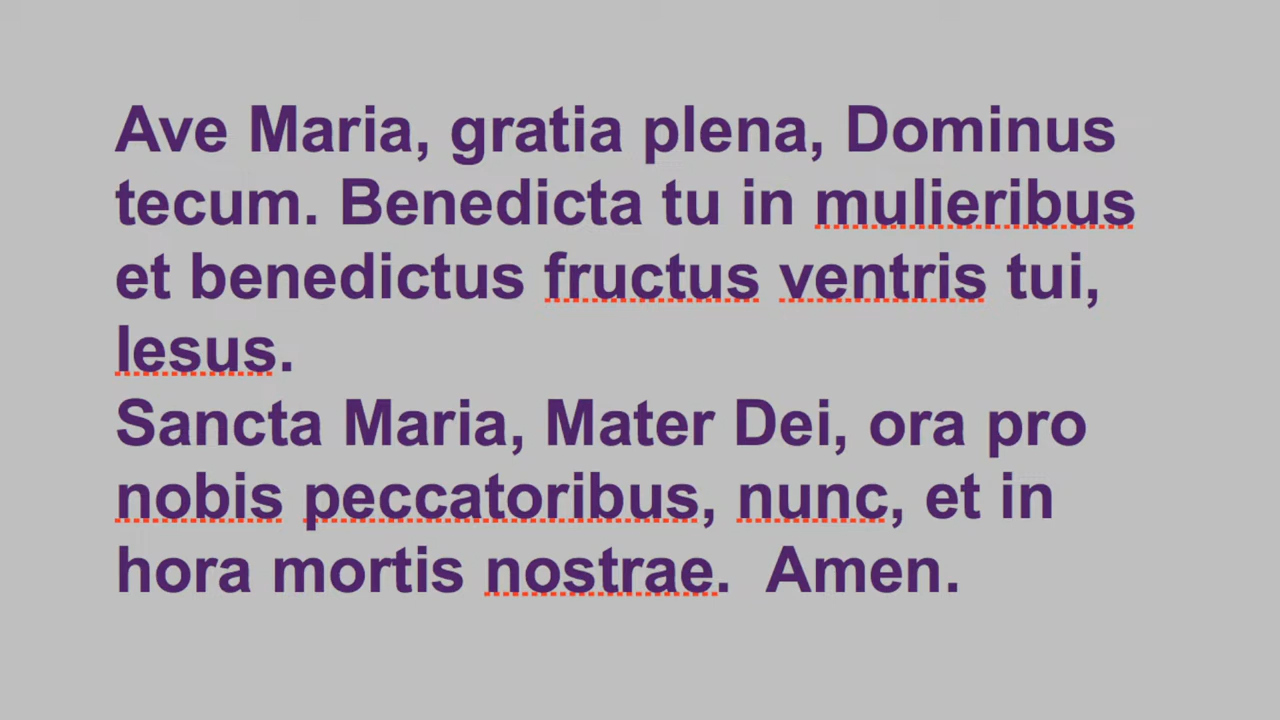 Ave Maria, gratia plena, Dominus
tecum. Benedicta tu in mulieribus
et benedictus fructus ventris tui,
Iesus.
Sancta Maria, Mater Dei, ora pro
nobis peccatoribus, nunc, et in
hora mortis nostrae.  Amen.